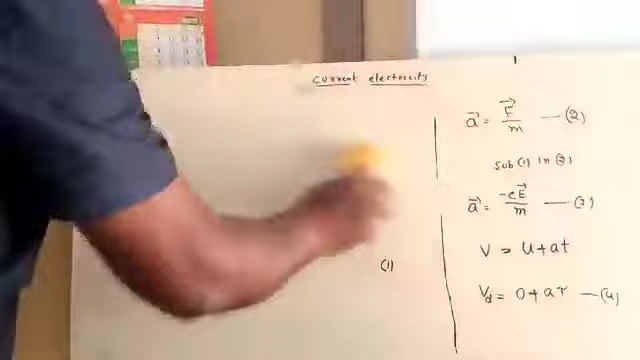 Current electricity
(1)
a⃗ = F⃗/m —(2)
Sub (1) in (2)
a⃗ = -eE⃗/m —(3)
V = u+at
Vd = 0+aτ —(4)